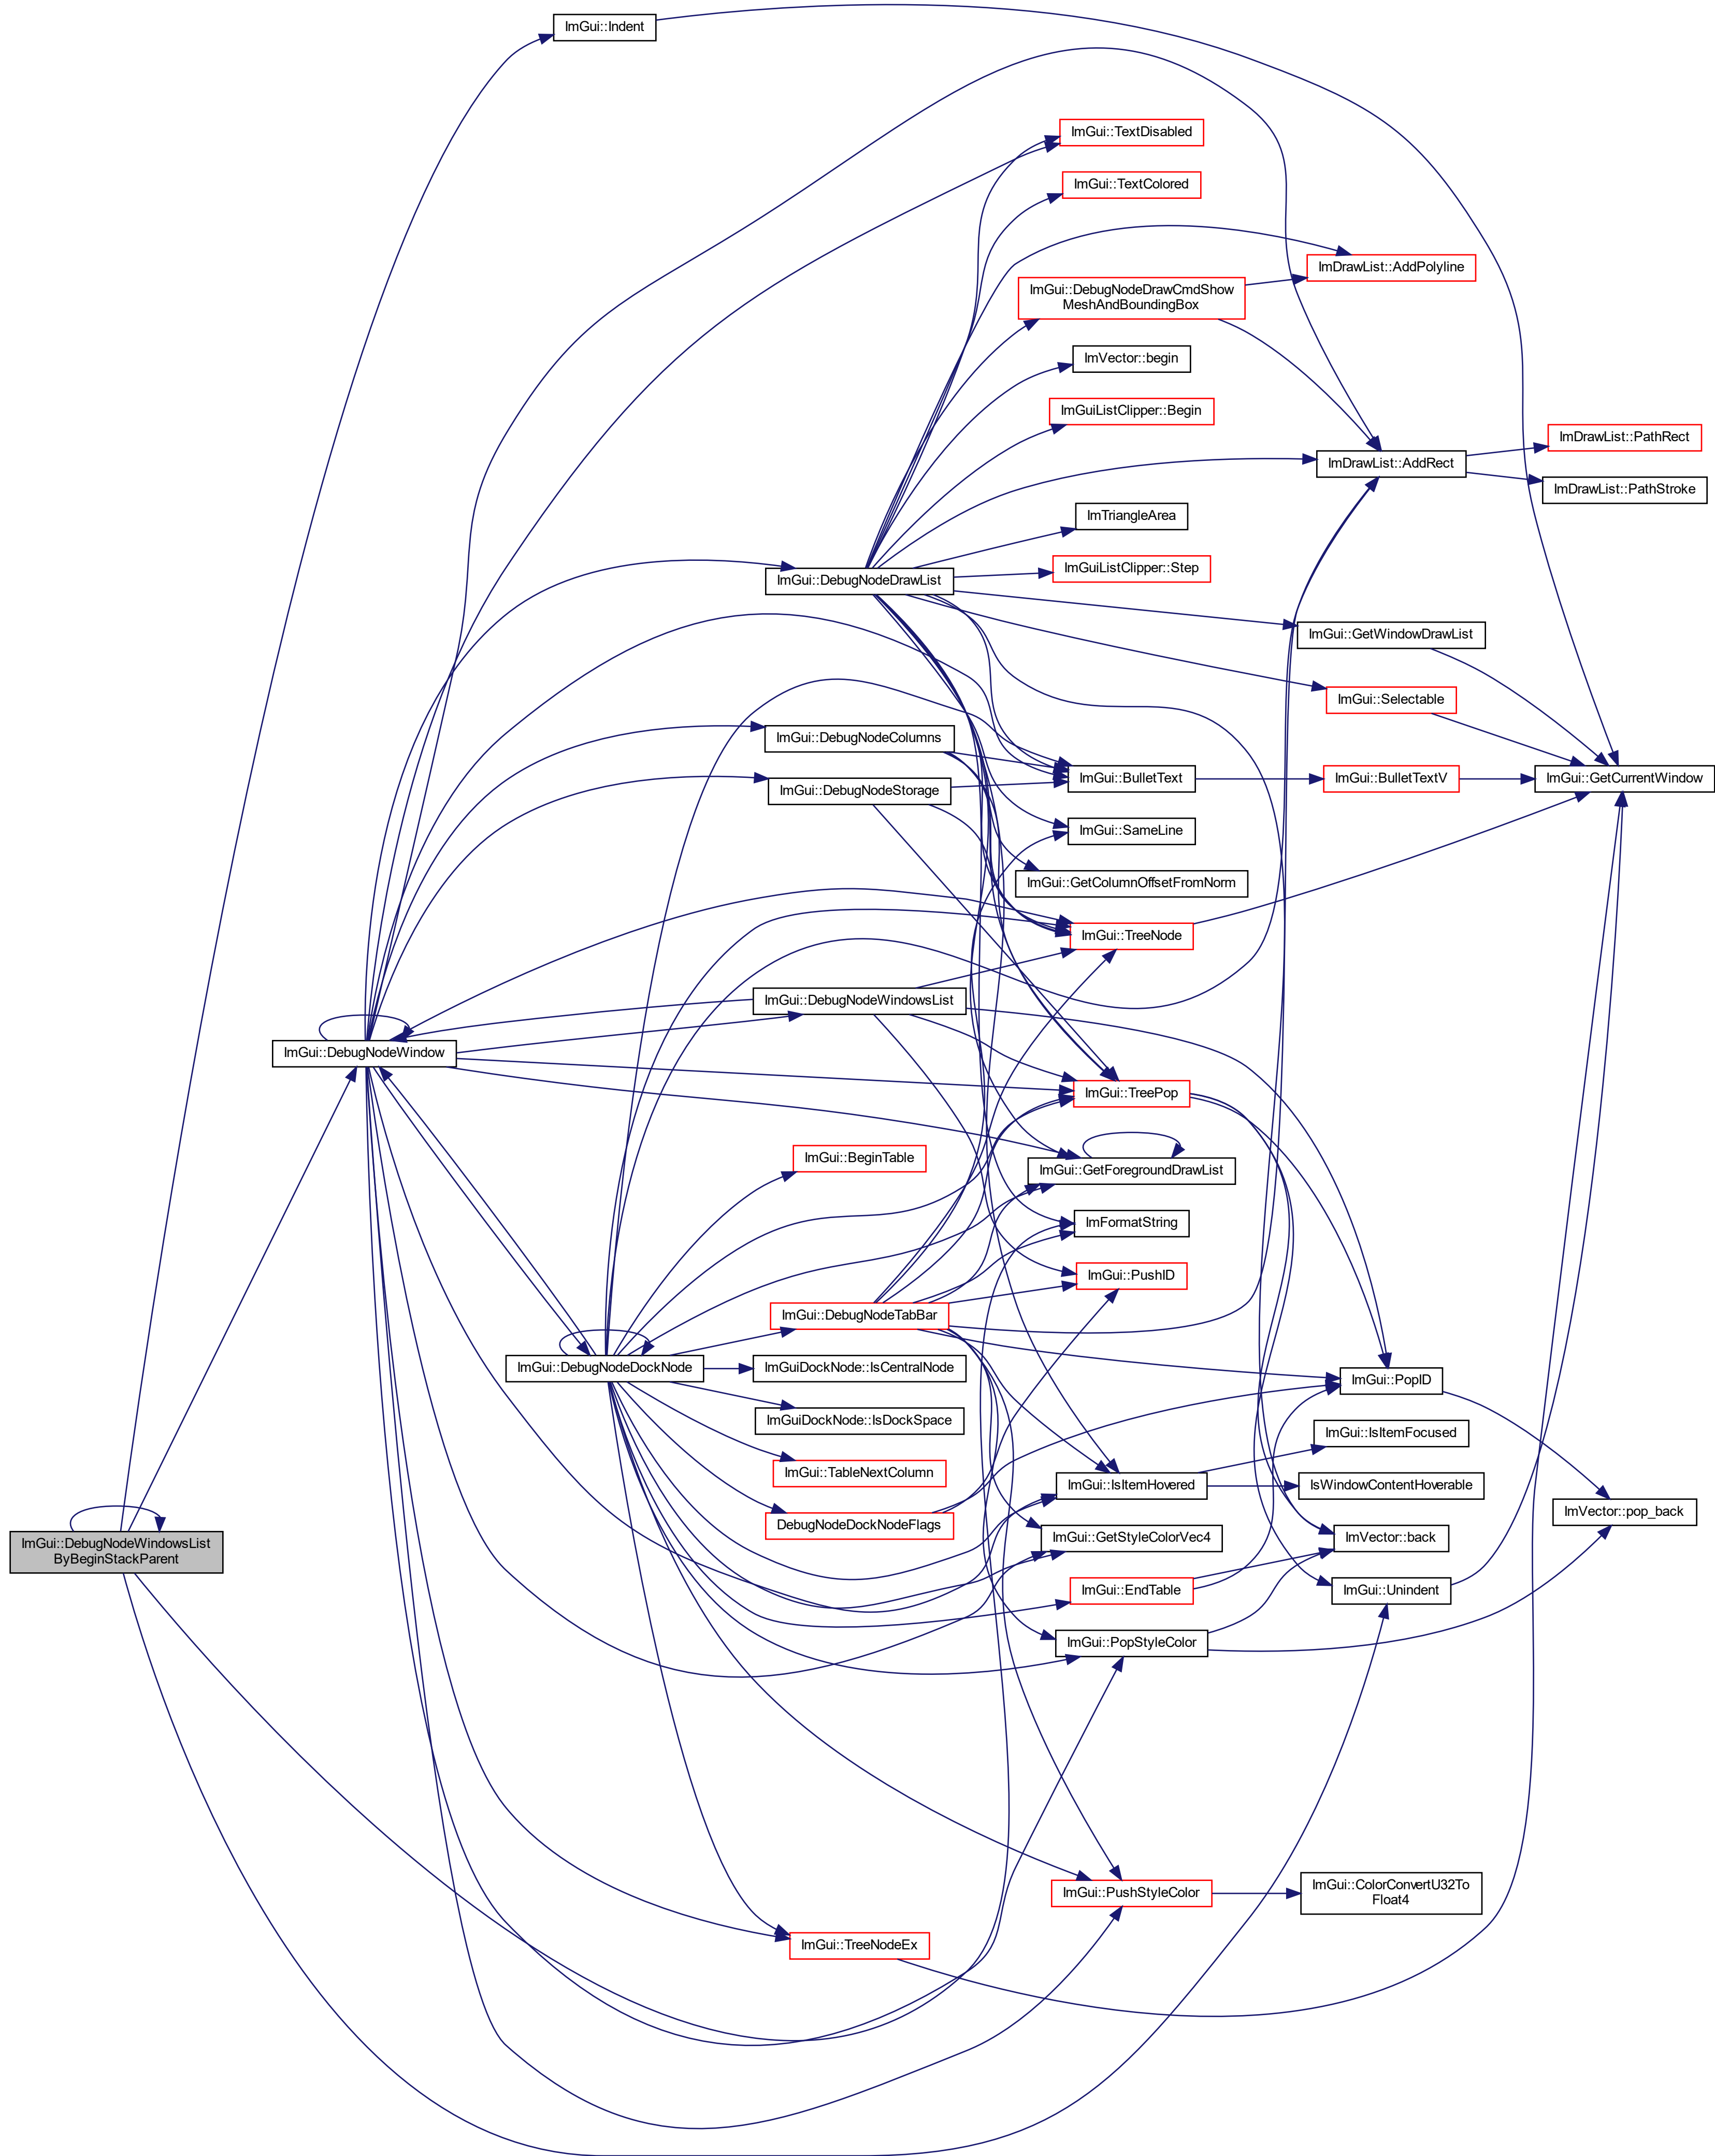 ImGui::Indent
ImGui::TextDisabled
ImGui::TextColored
ImDrawList::AddPolyline
ImGui::DebugNodeDrawCmdShow
MeshAndBoundingBox
ImVector::begin
ImGuiListClipper::Begin
ImDrawList::PathRect
ImDrawList::AddRect
ImDrawList::PathStroke
ImTriangleArea
ImGuiListClipper::Step
ImGui::DebugNodeDrawList
ImGui::GetWindowDrawList
ImGui::Selectable
ImGui::DebugNodeColumns
ImGui::BulletText
ImGui::BulletTextV
ImGui::GetCurrentWindow
ImGui::DebugNodeStorage
ImGui::SameLine
ImGui::GetColumnOffsetFromNorm
ImGui::TreeNode
ImGui::DebugNodeWindowsList
ImGui::DebugNodeWindow
ImGui::TreePop
ImGui::BeginTable
ImGui::GetForegroundDrawList
ImFormatString
ImGui::PushID
ImGui::DebugNodeTabBar
ImGui::DebugNodeDockNode
ImGuiDockNode::IsCentralNode
ImGui::PopID
ImGuiDockNode::IsDockSpace
ImGui::IsItemFocused
ImGui::TableNextColumn
ImGui::IsItemHovered
IsWindowContentHoverable
ImVector::pop_back
DebugNodeDockNodeFlags
ImGui::GetStyleColorVec4
ImVector::back
ImGui::DebugNodeWindowsList
ByBeginStackParent
ImGui::EndTable
ImGui::Unindent
ImGui::PopStyleColor
ImGui::PushStyleColor
ImGui::ColorConvertU32To
Float4
ImGui::TreeNodeEx